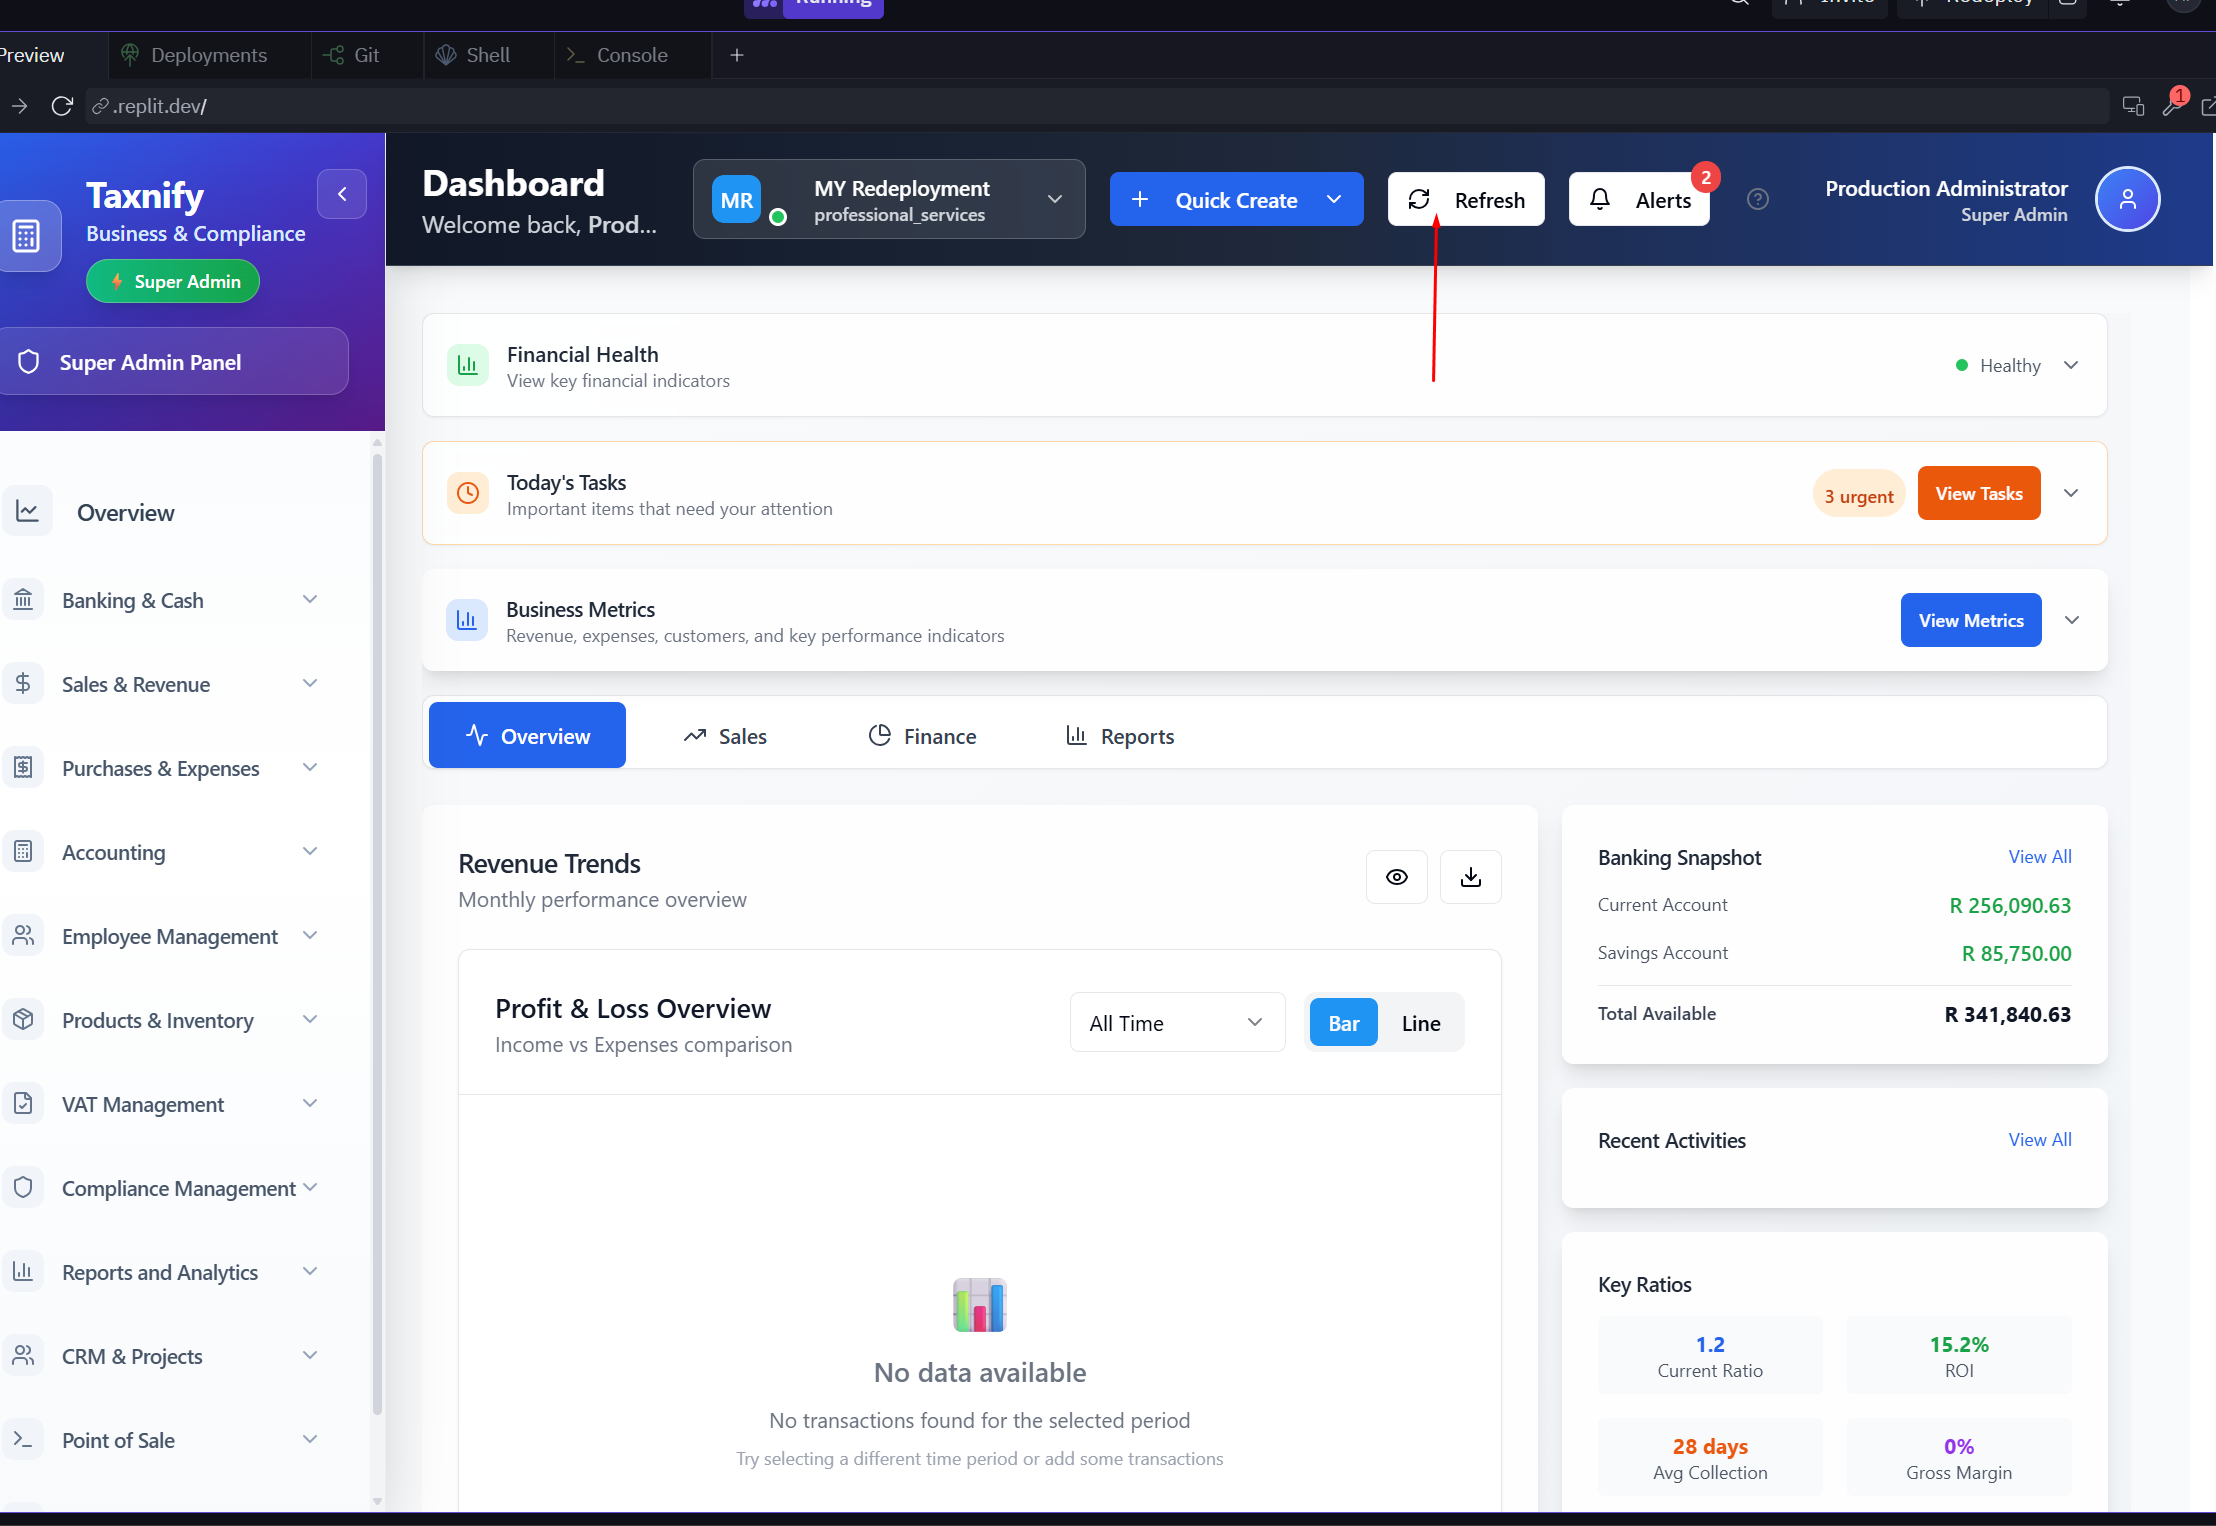 Running
Invite
Redeploy
Preview
Deployments
Git
Shell
Console
.replit.dev/
1
Taxnify
Business & Compliance
Super Admin
Super Admin Panel
Dashboard
Welcome back, Prod...
MR
MY Redeployment
professional_services
Quick Create
Refresh
Alerts
2
Production Administrator
Super Admin
Overview
Banking & Cash
Sales & Revenue
Purchases & Expenses
Accounting
Employee Management
Products & Inventory
VAT Management
Compliance Management
Reports and Analytics
CRM & Projects
Point of Sale
Financial Health
View key financial indicators
Healthy
Today's Tasks
Important items that need your attention
3 urgent
View Tasks
Business Metrics
Revenue, expenses, customers, and key performance indicators
View Metrics
Overview
Sales
Finance
Reports
Revenue Trends
Monthly performance overview
Profit & Loss Overview
Income vs Expenses comparison
All Time
Bar
Line
No data available
No transactions found for the selected period
Try selecting a different time period or add some transactions
Banking Snapshot
View All
Current Account
R 256,090.63
Savings Account
R 85,750.00
Total Available
R 341,840.63
Recent Activities
View All
Key Ratios
1.2
Current Ratio
15.2%
ROI
28 days
Avg Collection
0%
Gross Margin